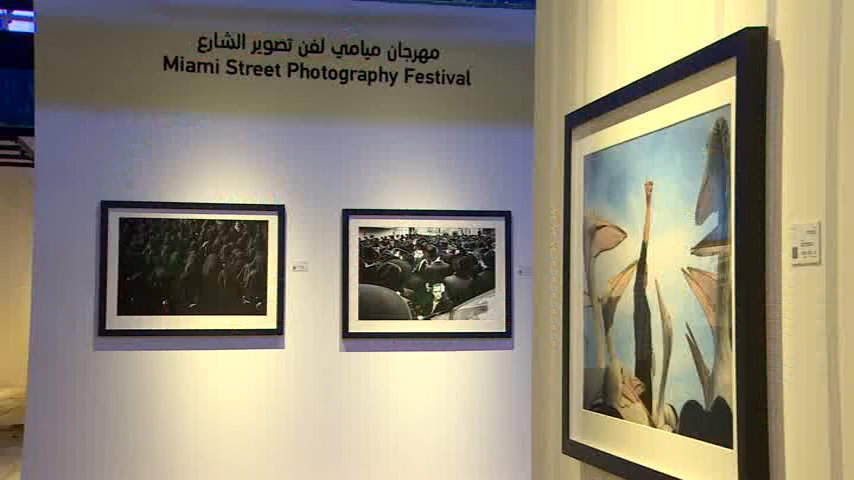 مهرجان ميامي لفن تصوير الشارع
Miami Street Photography Festival